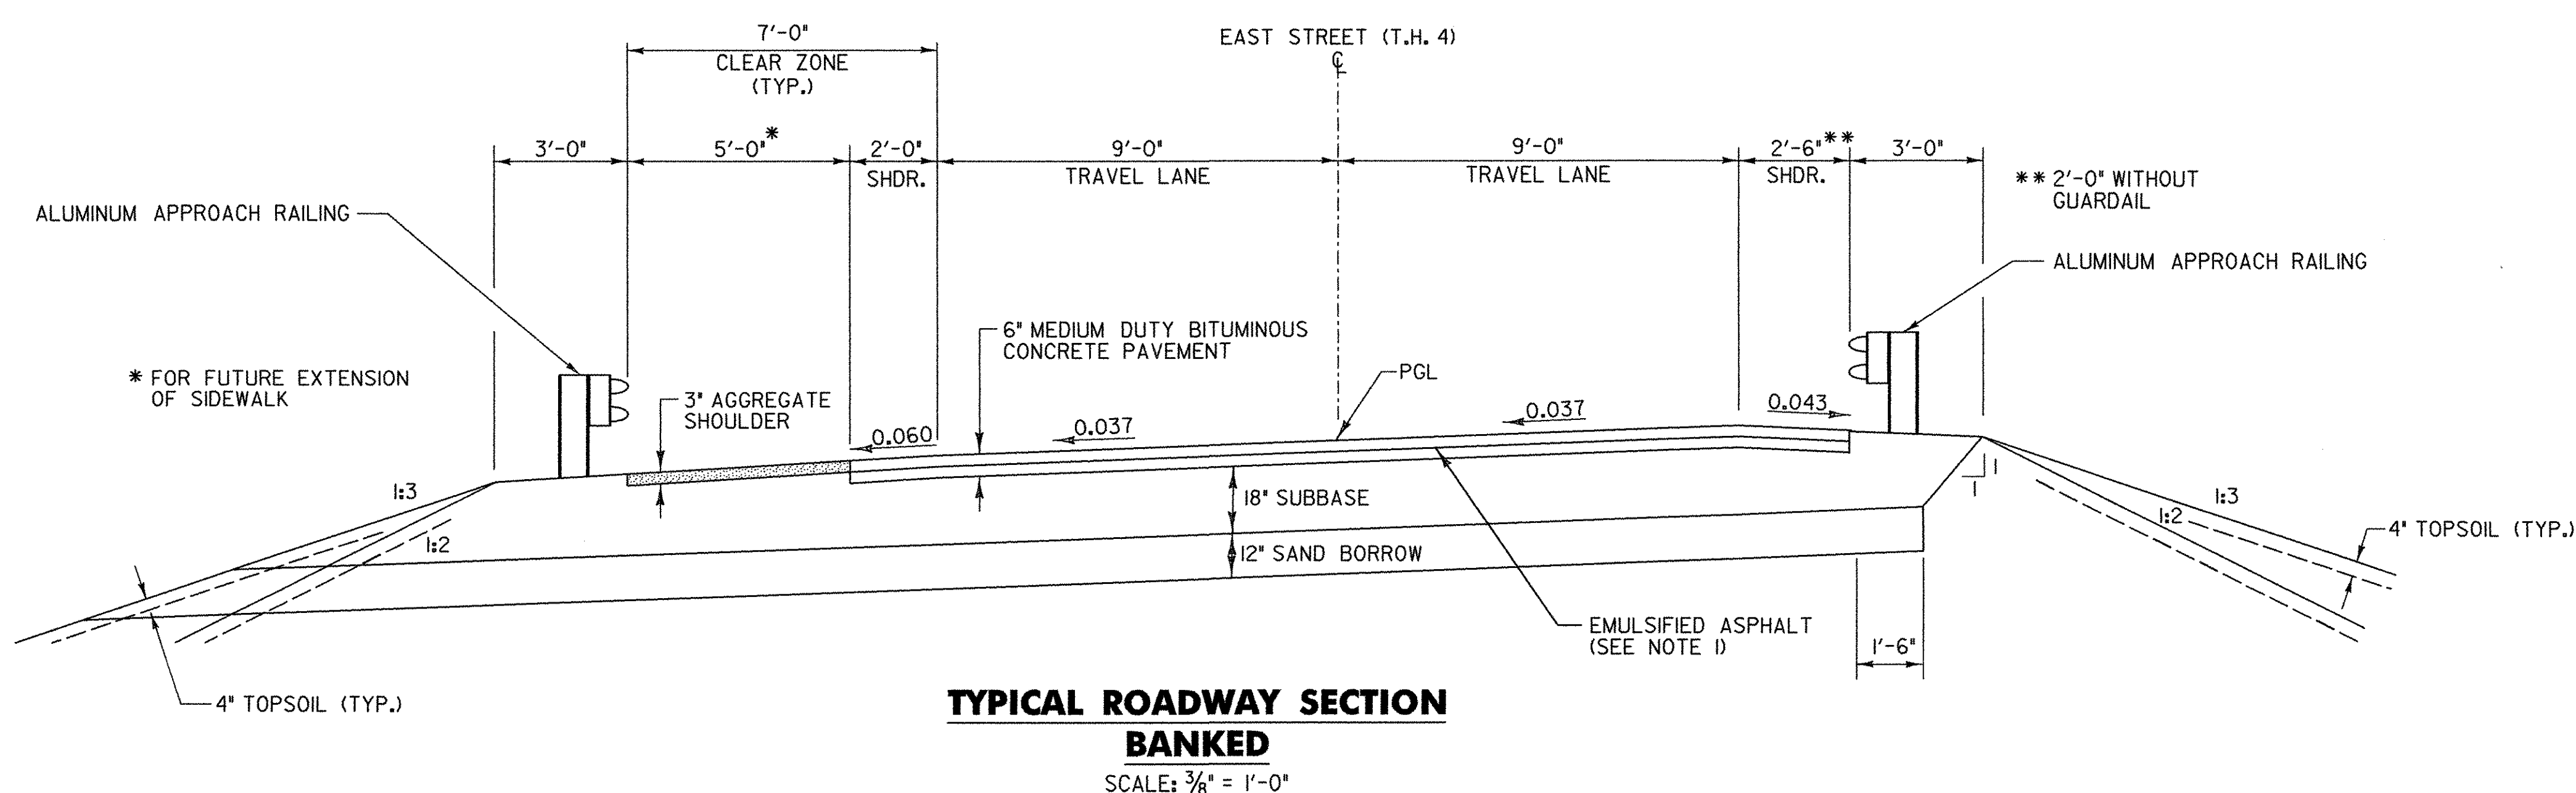 7'-0"
CLEAR ZONE
(TYP.)
EAST STREET (T.H. 4)
℄
3'-0"
5'-0"*
2'-0"
SHDR.
9'-0"
TRAVEL LANE
9'-0"
TRAVEL LANE
2'-6"**
SHDR.
3'-0"
** 2'-0" WITHOUT
GUARDAIL
ALUMINUM APPROACH RAILING
ALUMINUM APPROACH RAILING
* FOR FUTURE EXTENSION
OF SIDEWALK
3" AGGREGATE
SHOULDER
6" MEDIUM DUTY BITUMINOUS
CONCRETE PAVEMENT
PGL
0.060
0.037
0.037
0.043
1:3
1:2
18" SUBBASE
12" SAND BORROW
1
1
1:3
1:2
4" TOPSOIL (TYP.)
EMULSIFIED ASPHALT
(SEE NOTE 1)
1'-6"
4" TOPSOIL (TYP.)
TYPICAL ROADWAY SECTION
BANKED
SCALE: 3/8" = 1'-0"